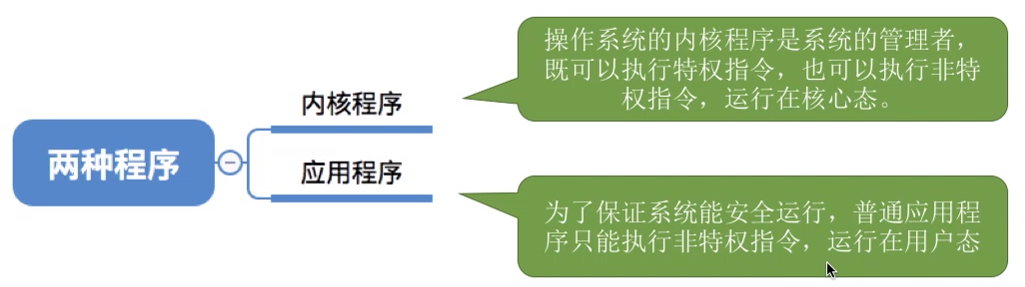 两种程序
内核程序
操作系统的内核程序是系统的管理者，
既可以执行特权指令，也可以执行非特
权指令，运行在核心态。
应用程序
为了保证系统能安全运行，普通应用程
序只能执行非特权指令，运行在用户态